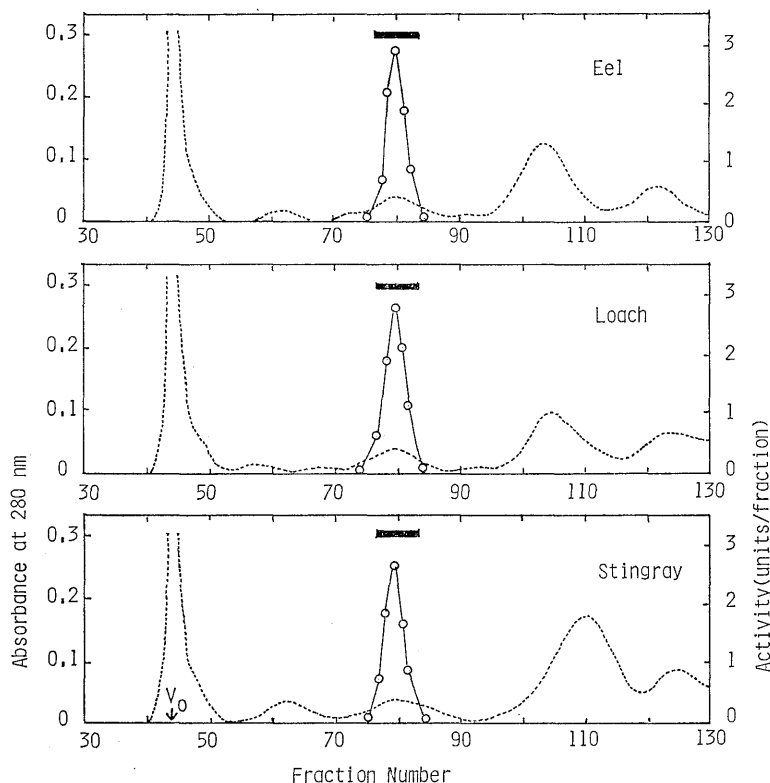 0.3
0.2
0.1
0
3
2
1
0
Eel
30 50 70 90 110 130
0.3
0.2
0.1
0
3
2
1
0
Loach
30 50 70 90 110 130
0.3
0.2
0.1
0
3
2
1
0
Stingray
Vo
30 50 70 90 110 130
Absorbance at 280 nm
Activity(units/fraction)
Fraction Number